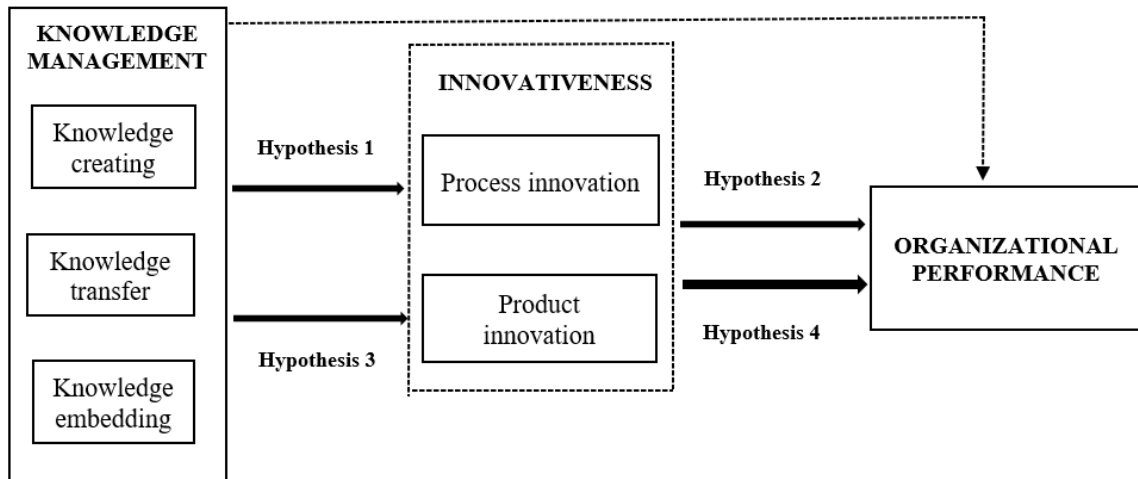 KNOWLEDGE
MANAGEMENT
Knowledge
creating
Knowledge
transfer
Knowledge
embedding
Hypothesis 1
Hypothesis 3
INNOVATIVENESS
Process innovation
Product
innovation
Hypothesis 2
Hypothesis 4
ORGANIZATIONAL
PERFORMANCE